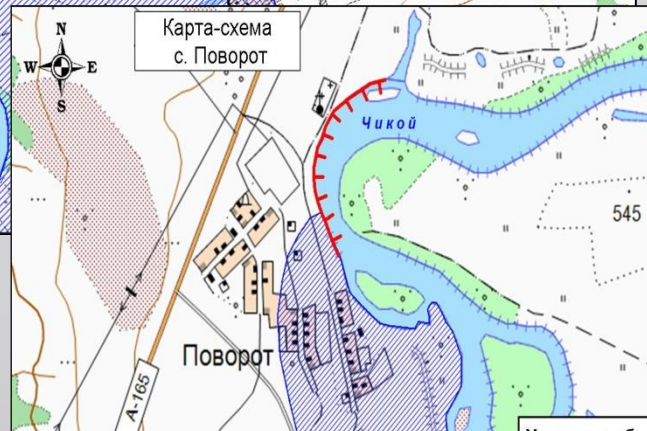 Карта-схема
с. Поворот
N
W
E
S
Чикой
545
Поворот
А-165